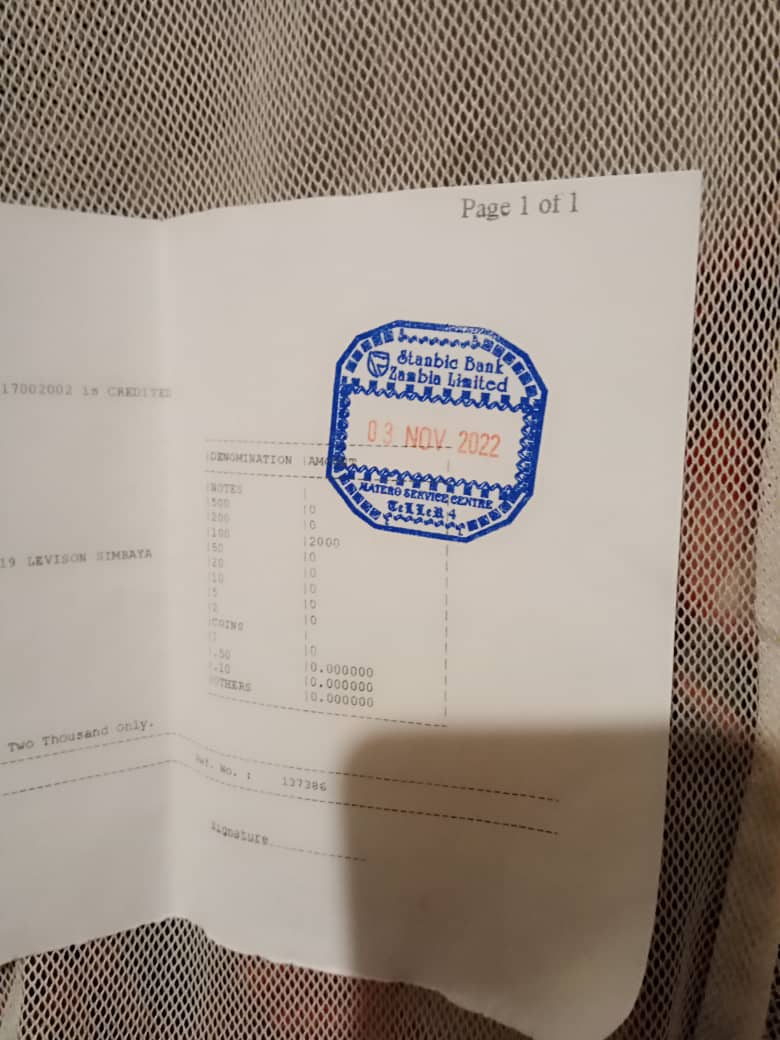 Page 1 of 1
Stanbic Bank
Zambia Limited
03 NOV 2022
MATERO SERVICE CENTRE
TeLLeR 4
17002002 is CREDITED
|DENOMINATION |AMOUNT
|NOTES |
|500 |0
|200 |0
|100 |2000
|50 |0
|20 |0
|10 |0
|5 |0
|2 |0
|COINS |
|1 |0
|.50 |0.000000
|.10 |0.000000
|OTHERS |0.000000
19 LEVISON SIMBAYA
Two Thousand Only.
Ref. No. : 137386
Signature